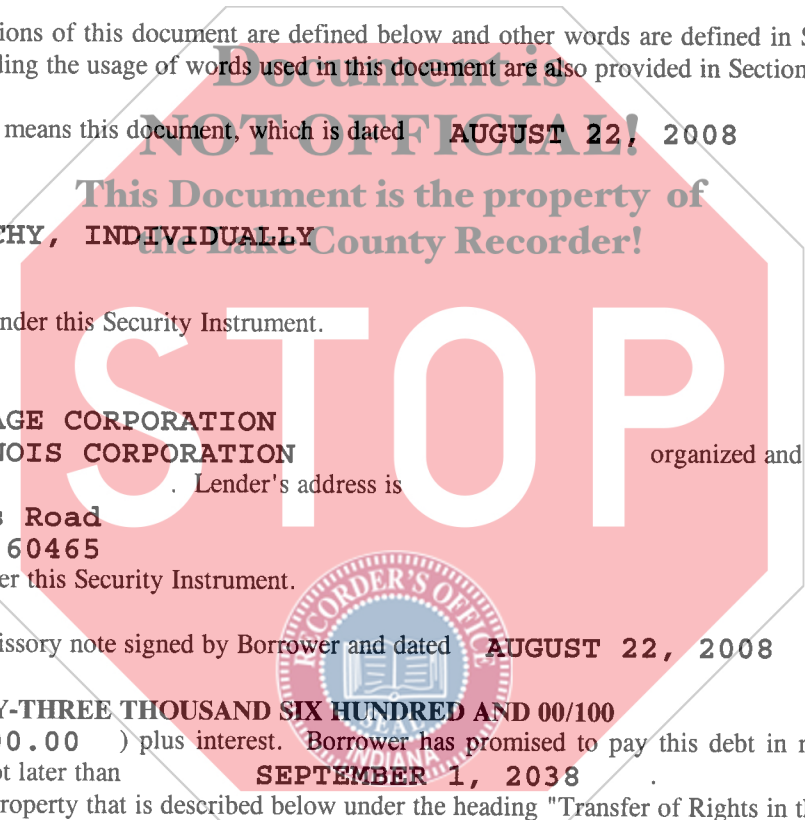 ions of this document are defined below and other words are defined in S
ling the usage of words used in this document are also provided in Section
Document is
means this document, which is dated AUGUST 22, 2008
NOT OFFICIAL!
This Document is the property of
CHY, INDIVIDUALLY
the Lake County Recorder!
nder this Security Instrument.
STOP
AGE CORPORATION
NOIS CORPORATION organized and
. Lender's address is
s Road
60465
er this Security Instrument.
RECORDER'S OFFICE
issory note signed by Borrower and dated AUGUST 22, 2008
Y-THREE THOUSAND SIX HUNDRED AND 00/100
SEAL
00.00 ) plus interest. Borrower has promised to pay this debt in r
INDIANA
ot later than SEPTEMBER 1, 2038 .
roperty that is described below under the heading "Transfer of Rights in th